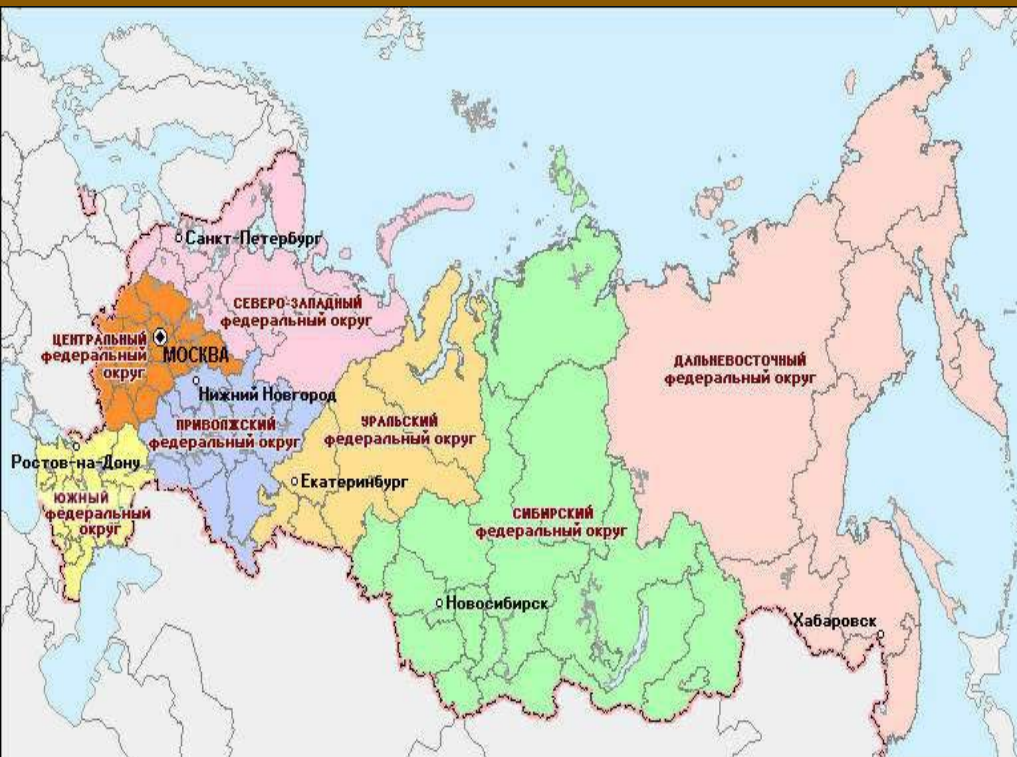 Санкт-Петербург
СЕВЕРО-ЗАПАДНЫЙ
федеральный округ
ЦЕНТРАЛЬНЫЙ
федеральный
округ
МОСКВА
Нижний Новгород
ПРИВОЛЖСКИЙ
федеральный округ
УРАЛЬСКИЙ
федеральный округ
ДАЛЬНЕВОСТОЧНЫЙ
федеральный округ
Ростов-на-Дону
Екатеринбург
ЮЖНЫЙ
федеральный
округ
СИБИРСКИЙ
федеральный округ
Новосибирск
Хабаровск